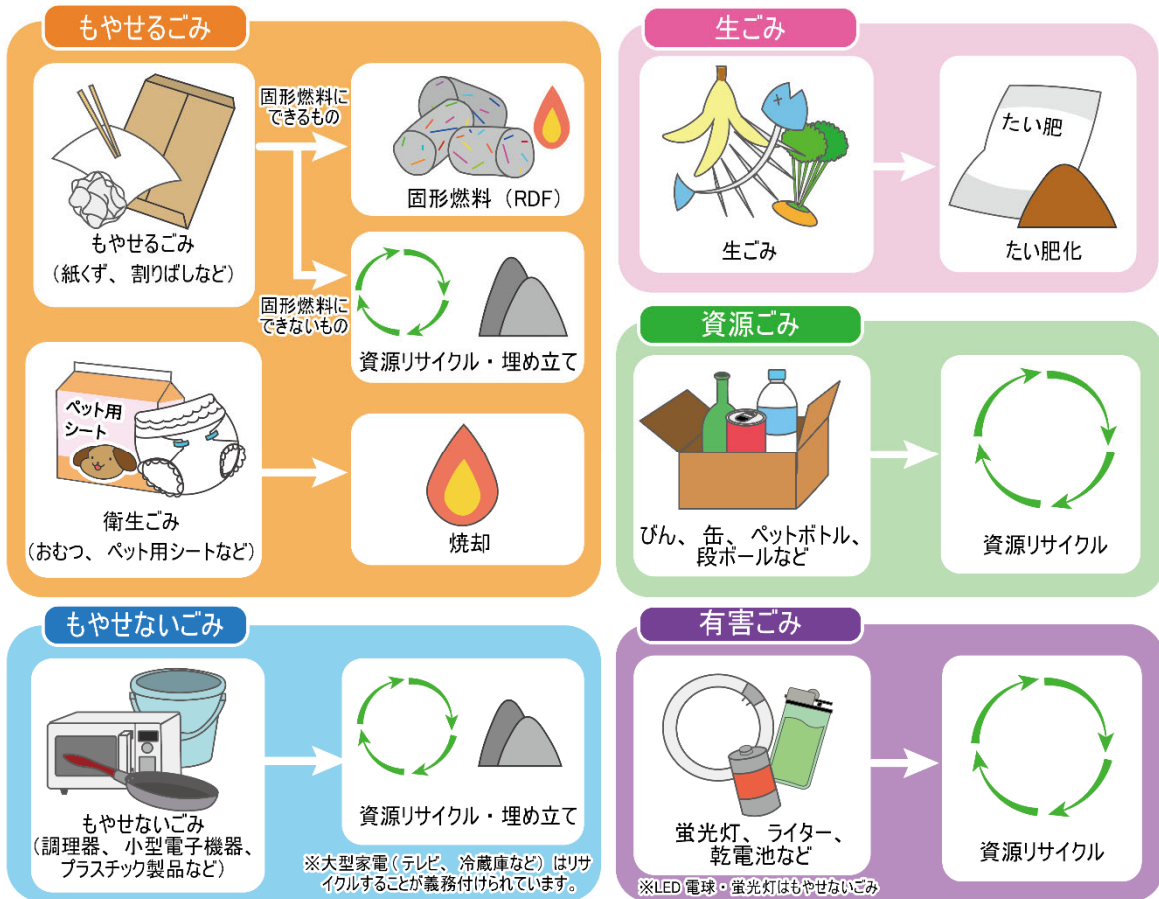 もやせるごみ
固形燃料に
できるもの
もやせるごみ
（紙くず、割りばしなど）
固形燃料（RDF）
固形燃料に
できないもの
資源リサイクル・埋め立て
ペット用
シート
衛生ごみ
（おむつ、ペット用シートなど）
焼却
生ごみ
生ごみ
たい肥
たい肥化
資源ごみ
びん、缶、ペットボトル、
段ボールなど
資源リサイクル
もやせないごみ
もやせないごみ
（調理器、小型電子機器、
プラスチック製品など）
資源リサイクル・埋め立て
※大型家電（テレビ、冷蔵庫など）はリサ
イクルすることが義務付けられています。
有害ごみ
蛍光灯、ライター、
乾電池など
※LED電球・蛍光灯はもやせないごみ
資源リサイクル